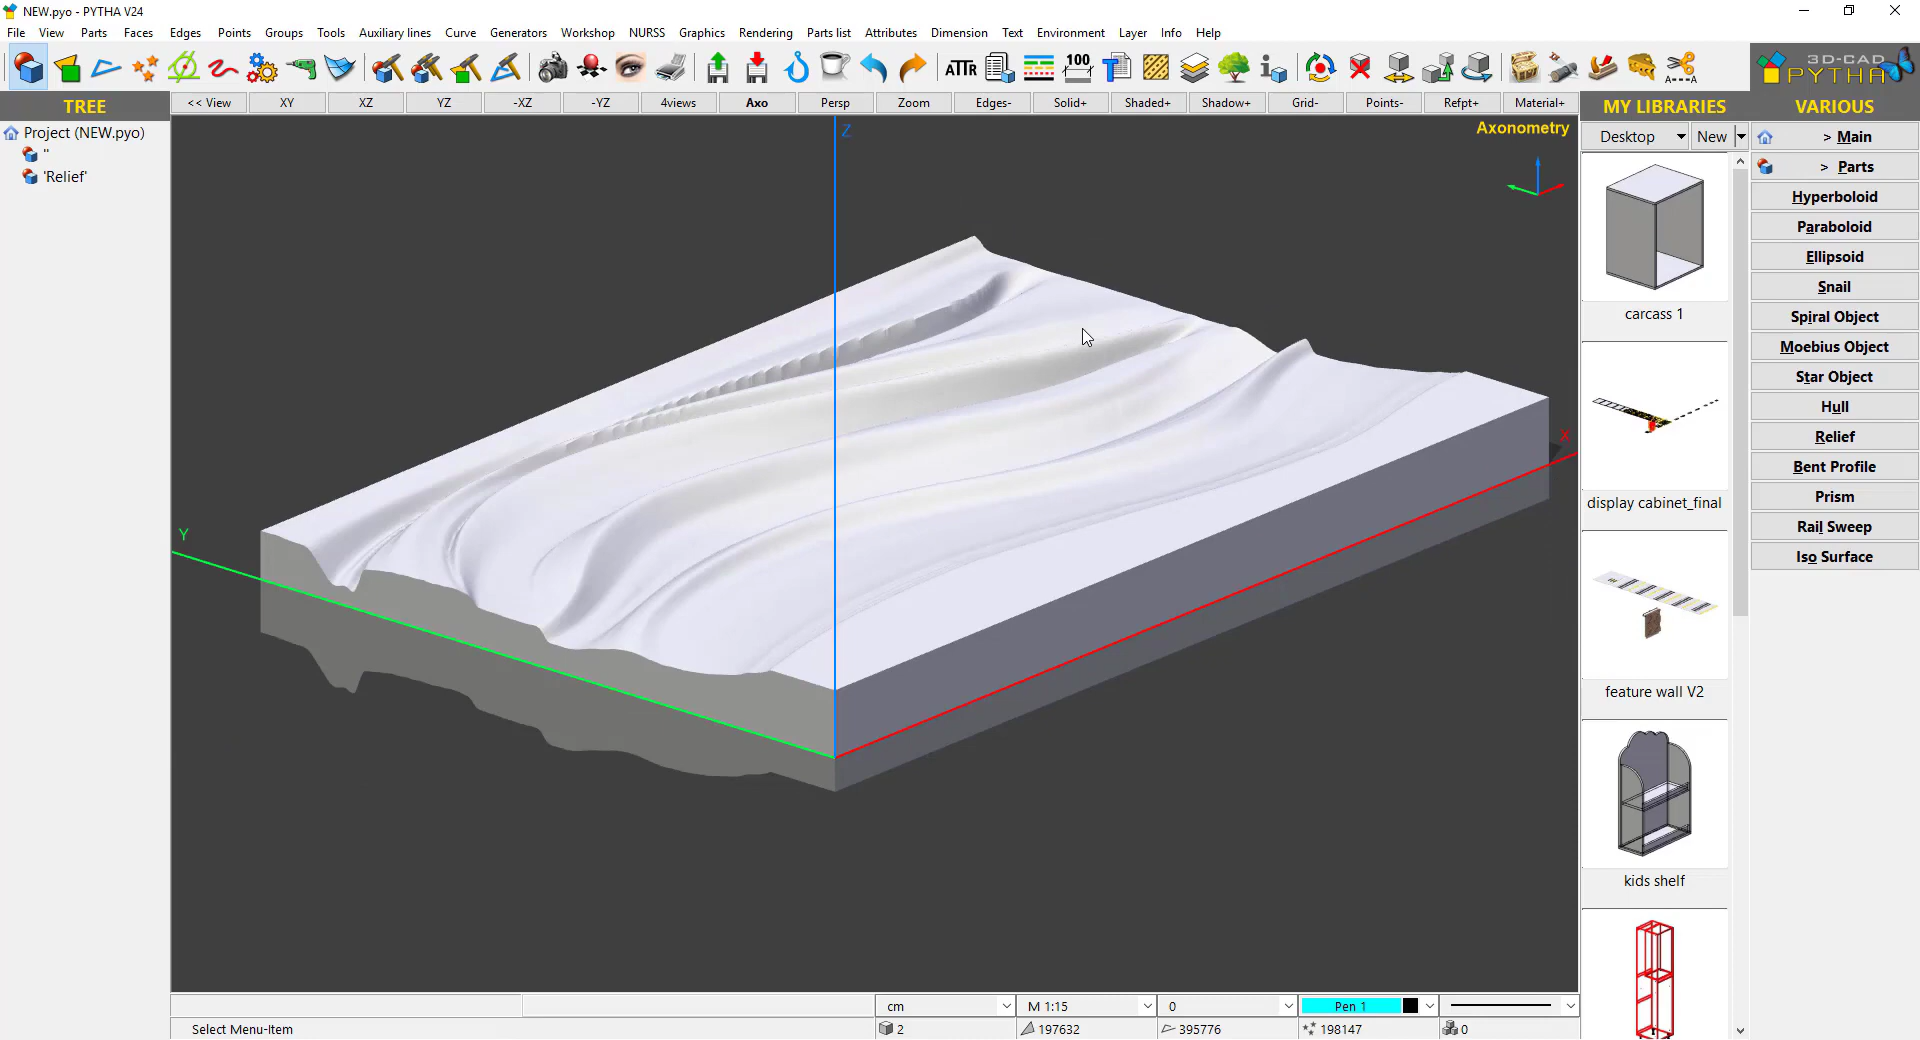 NEW.pyo - PYTHA V24
File View Parts Faces Edges Points Groups Tools Auxiliary lines Curve Generators Workshop NURSS Graphics Rendering Parts list Attributes Dimension Text Environment Layer Info Help
ATTR 100 T A---A 3D-CAD PYTHA
TREE << View XY XZ YZ -XZ -YZ 4views Axo Persp Zoom Edges- Solid+ Shaded+ Shadow+ Grid- Points- Refpt+ Material+ MY LIBRARIES VARIOUS
Project (NEW.pyo)
''
'Relief'
Z
Axonometry
X
Y
Desktop New
carcass 1
display cabinet_final
feature wall V2
kids shelf
> Main
> Parts
Hyperboloid
Paraboloid
Ellipsoid
Snail
Spiral Object
Moebius Object
Star Object
Hull
Relief
Bent Profile
Prism
Rail Sweep
Iso Surface
cm M 1:15 0 Pen 1
Select Menu-Item 2 197632 395776 198147 0